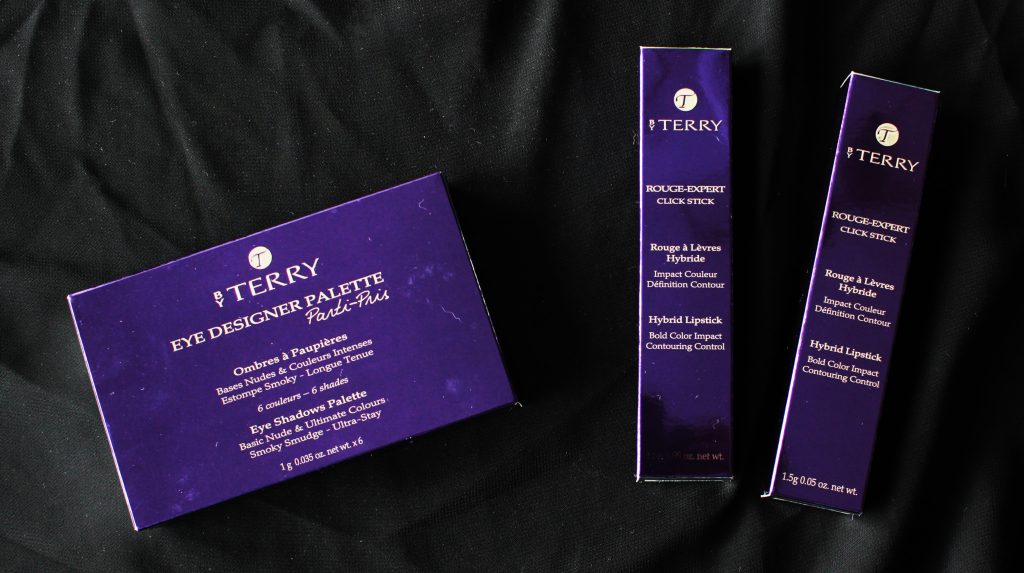 T
BY TERRY
EYE DESIGNER PALETTE
Parti-Pris
Ombres à Paupières
Bases Nudes & Couleurs Intenses
Estompe Smoky - Longue Tenue
6 couleurs – 6 shades
Eye Shadows Palette
Basic Nude & Ultimate Colours
Smoky Smudge - Ultra-Stay
1 g 0.035 oz. net wt. x 6
T
BY TERRY
ROUGE-EXPERT
CLICK STICK
Rouge à Lèvres
Hybride
Impact Couleur
Définition Contour
Hybrid Lipstick
Bold Color Impact
Contouring Control
oz. net wt.
T
BY TERRY
ROUGE-EXPERT
CLICK STICK
Rouge à Lèvres
Hybride
Impact Couleur
Définition Contour
Hybrid Lipstick
Bold Color Impact
Contouring Control
1.5g 0.05 oz. net wt.